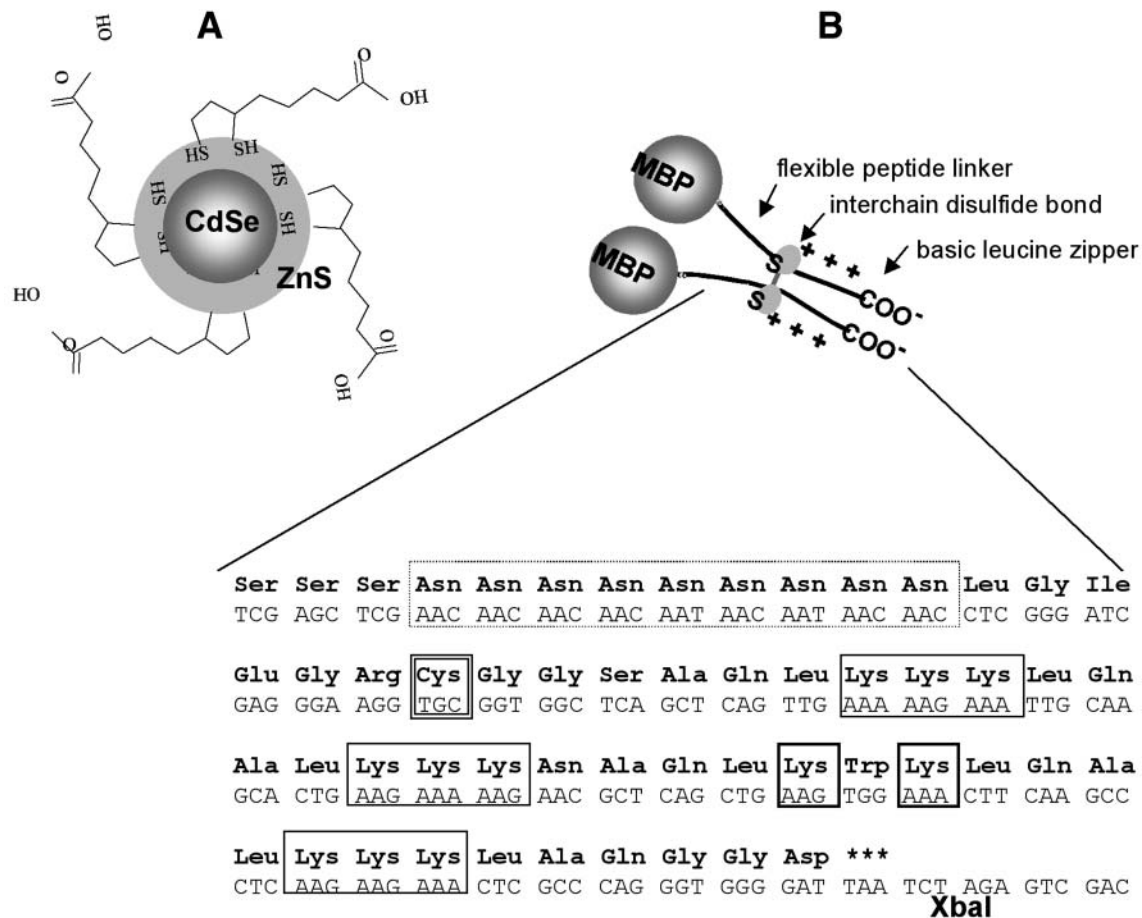 A
B
HO
O
O
OH
HS
SH
HS
SH
HS
SH
CdSe
ZnS
HO
O
O
HO
MBP
MBP
flexible peptide linker
interchain disulfide bond
basic leucine zipper
S
+ + +
COO-
S
+ + +
COO-
Ser Ser Ser Asn Asn Asn Asn Asn Asn Asn Asn Asn Leu Gly Ile
TCG AGC TCG AAC AAC AAC AAC AAT AAC AAT AAC AAC CTC GGG ATC
Glu Gly Arg Cys Gly Gly Ser Ala Gln Leu Lys Lys Lys Leu Gln
GAG GGA AGG TGC GGT GGC TCA GCT CAG TTG AAA AAG AAA TTG CAA
Ala Leu Lys Lys Lys Asn Ala Gln Leu Lys Trp Lys Leu Gln Ala
GCA CTG AAG AAA AAG AAC GCT CAG CTG AAG TGG AAA CTT CAA GCC
Leu Lys Lys Lys Leu Ala Gln Gly Gly Asp ***
CTC AAG AAG AAA CTC GCC CAG GGT GGG GAT TAA TCT AGA GTC GAC
XbaI